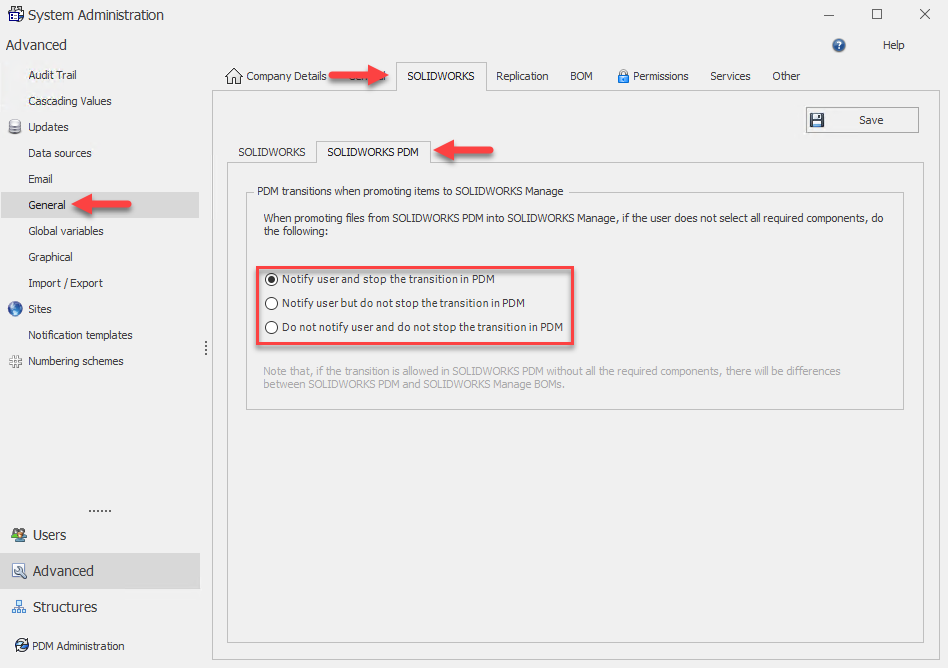 System Administration
Advanced
Help
Audit Trail
Cascading Values
Updates
Data sources
Email
General
Global variables
Graphical
Import / Export
Sites
Notification templates
Numbering schemes
Users
Advanced
Structures
PDM Administration
Company Details
SOLIDWORKS
Replication
BOM
Permissions
Services
Other
Save
SOLIDWORKS
SOLIDWORKS PDM
PDM transitions when promoting items to SOLIDWORKS Manage
When promoting files from SOLIDWORKS PDM into SOLIDWORKS Manage, if the user does not select all required components, do
the following:
Notify user and stop the transition in PDM
Notify user but do not stop the transition in PDM
Do not notify user and do not stop the transition in PDM
Note that, if the transition is allowed in SOLIDWORKS PDM without all the required components, there will be differences
between SOLIDWORKS PDM and SOLIDWORKS Manage BOMs.